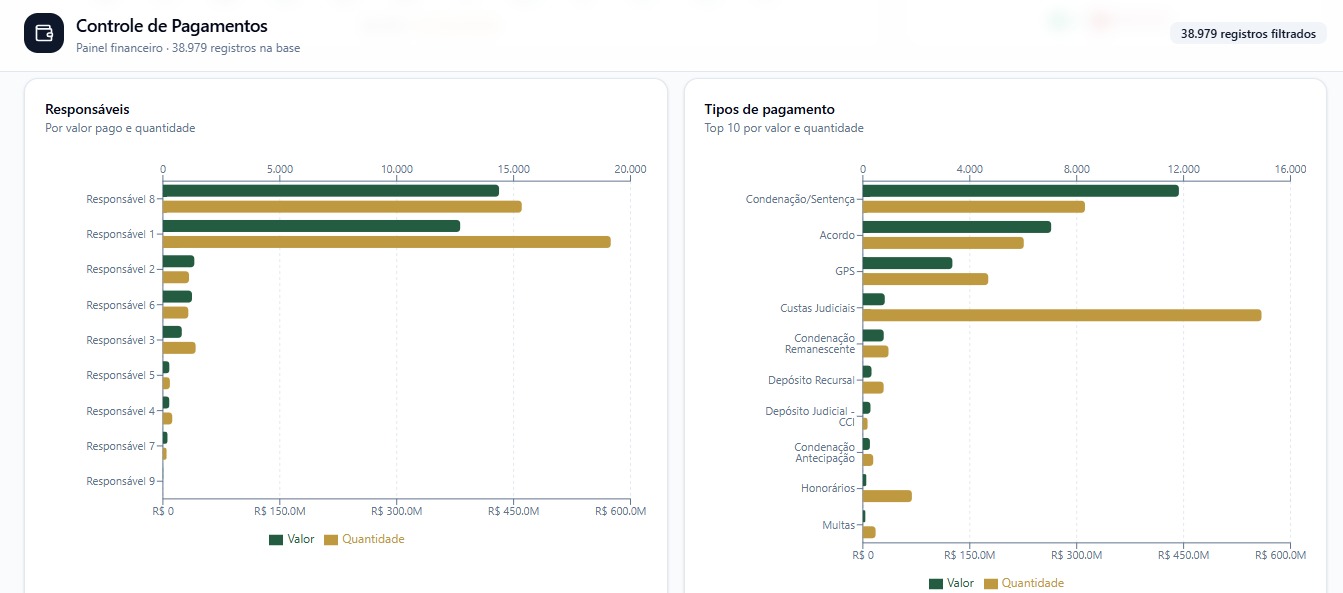 Controle de Pagamentos
Painel financeiro · 38.979 registros na base
38.979 registros filtrados
Responsáveis
Por valor pago e quantidade
0 5.000 10.000 15.000 20.000
Responsável 8
Responsável 1
Responsável 2
Responsável 6
Responsável 3
Responsável 5
Responsável 4
Responsável 7
Responsável 9
R$ 0 R$ 150.0M R$ 300.0M R$ 450.0M R$ 600.0M
Valor Quantidade
Tipos de pagamento
Top 10 por valor e quantidade
0 4.000 8.000 12.000 16.000
Condenação/Sentença
Acordo
GPS
Custas Judiciais
Condenação
Remanescente
Depósito Recursal
Depósito Judicial -
CCI
Condenação
Antecipação
Honorários
Multas
R$ 0 R$ 150.0M R$ 300.0M R$ 450.0M R$ 600.0M
Valor Quantidade